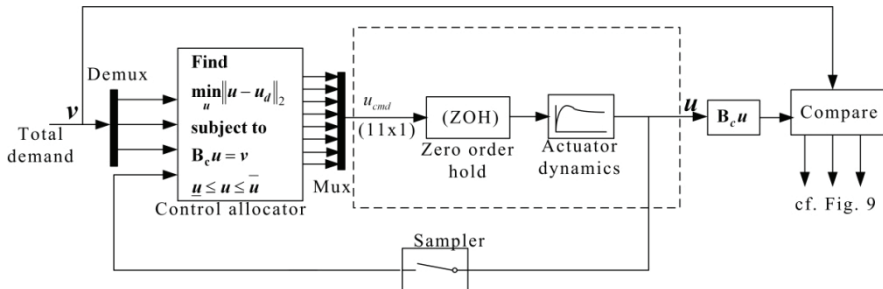 Find
min‖u − u_d‖₂
u
subject to
B_c u = v
u ≤ u ≤ u
Control allocator
Demux
v
Total
demand
Mux
u_cmd
(11x1)
(ZOH)
Zero order
hold
Actuator
dynamics
u
B_c u
Compare
cf. Fig. 9
Sampler